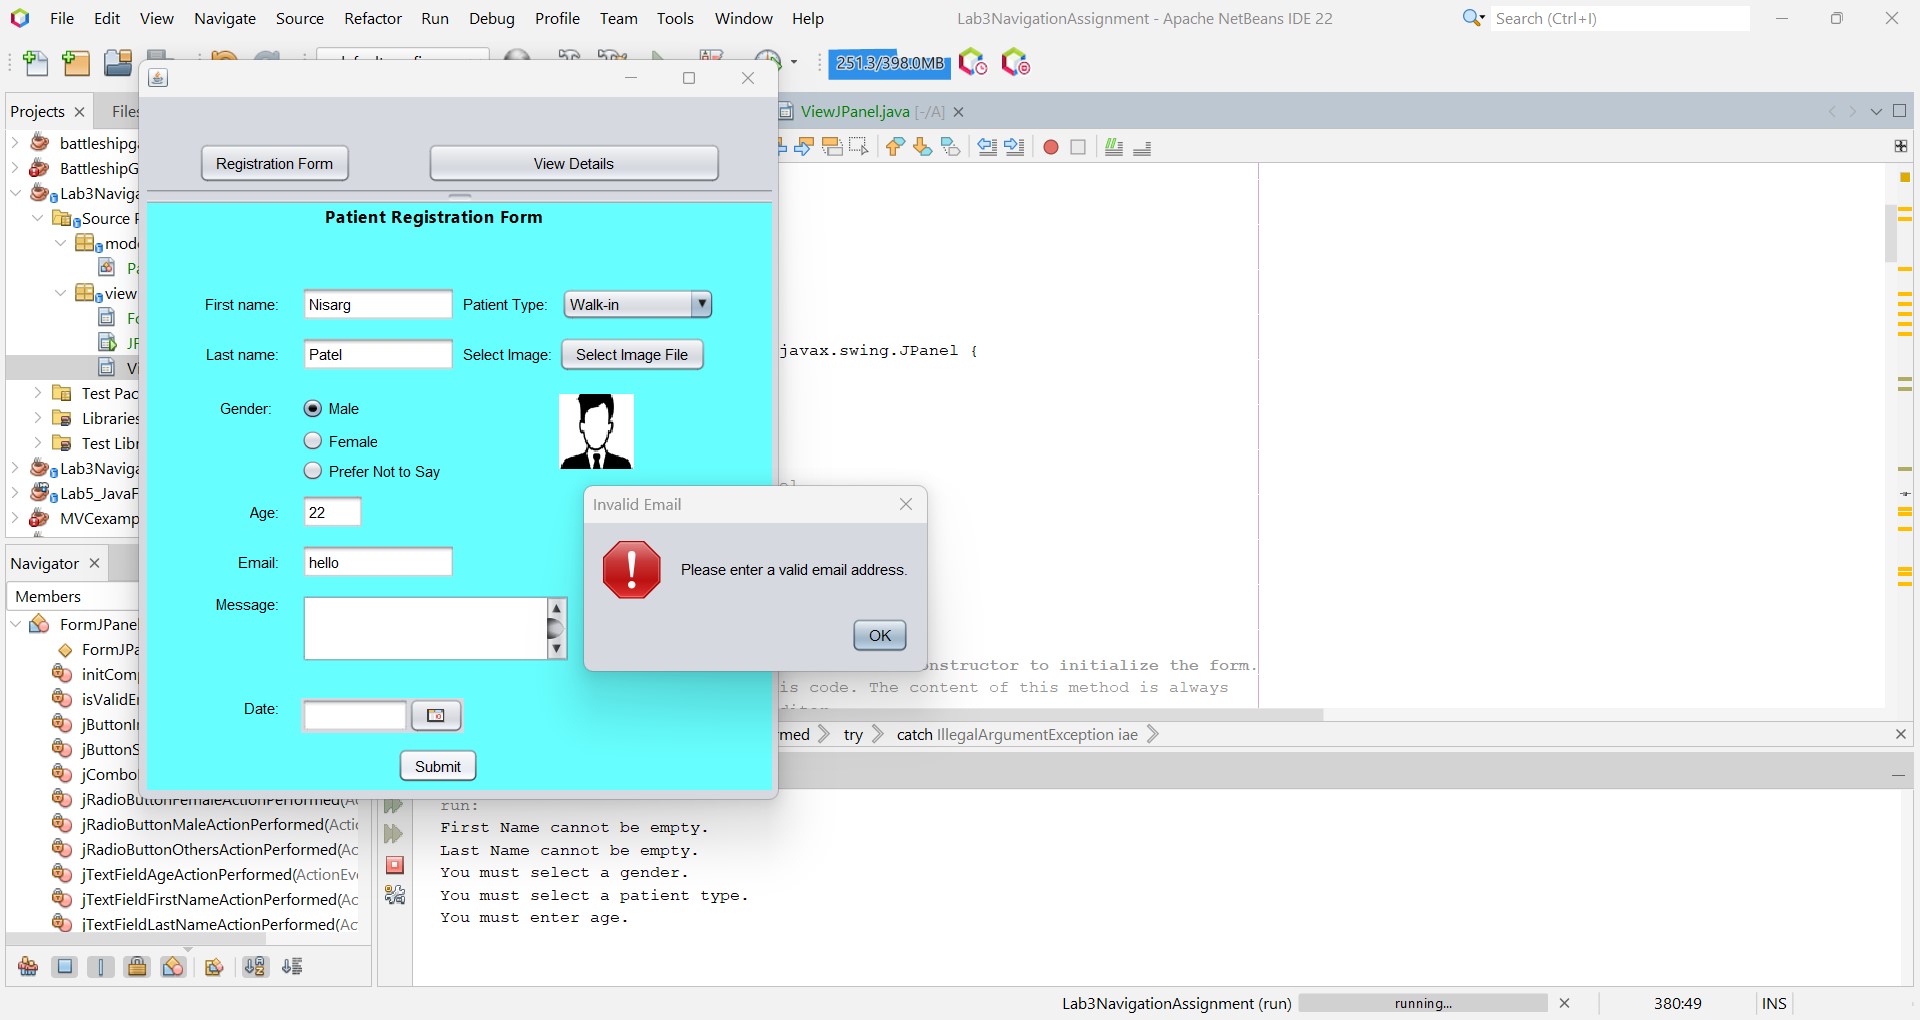 File Edit View Navigate Source Refactor Run Debug Profile Team Tools Window Help
Lab3NavigationAssignment - Apache NetBeans IDE 22
Search (Ctrl+I)
251.3/398.0MB
Projects
Files
ViewJPanel.java [-/A]
battleshipga
BattleshipG
Lab3Naviga
Source P
mod
Pa
view
Fo
JF
Vi
Test Pac
Libraries
Test Libr
Lab3Naviga
Lab5_JavaF
MVCexamp
Registration Form
View Details
Patient Registration Form
First name:
Nisarg
Patient Type:
Walk-in
Last name:
Patel
Select Image:
Select Image File
Gender:
Male
Female
Prefer Not to Say
Age:
22
Email:
hello
Message:
Date:
Submit
Invalid Email
Please enter a valid email address.
OK
javax.swing.JPanel {
nstructor to initialize the form.
is code. The content of this method is always
med
try
catch IllegalArgumentException iae
Navigator
Members
FormJPane
FormJPa
initCom
isValidE
jButtonI
jButtonS
jCombo
jRadioButtonFemaleActionPerformed(A
jRadioButtonMaleActionPerformed(Acti
jRadioButtonOthersActionPerformed(Ac
jTextFieldAgeActionPerformed(ActionEv
jTextFieldFirstNameActionPerformed(Ac
jTextFieldLastNameActionPerformed(Ac
run:
First Name cannot be empty.
Last Name cannot be empty.
You must select a gender.
You must select a patient type.
You must enter age.
Lab3NavigationAssignment (run)
running...
380:49
INS